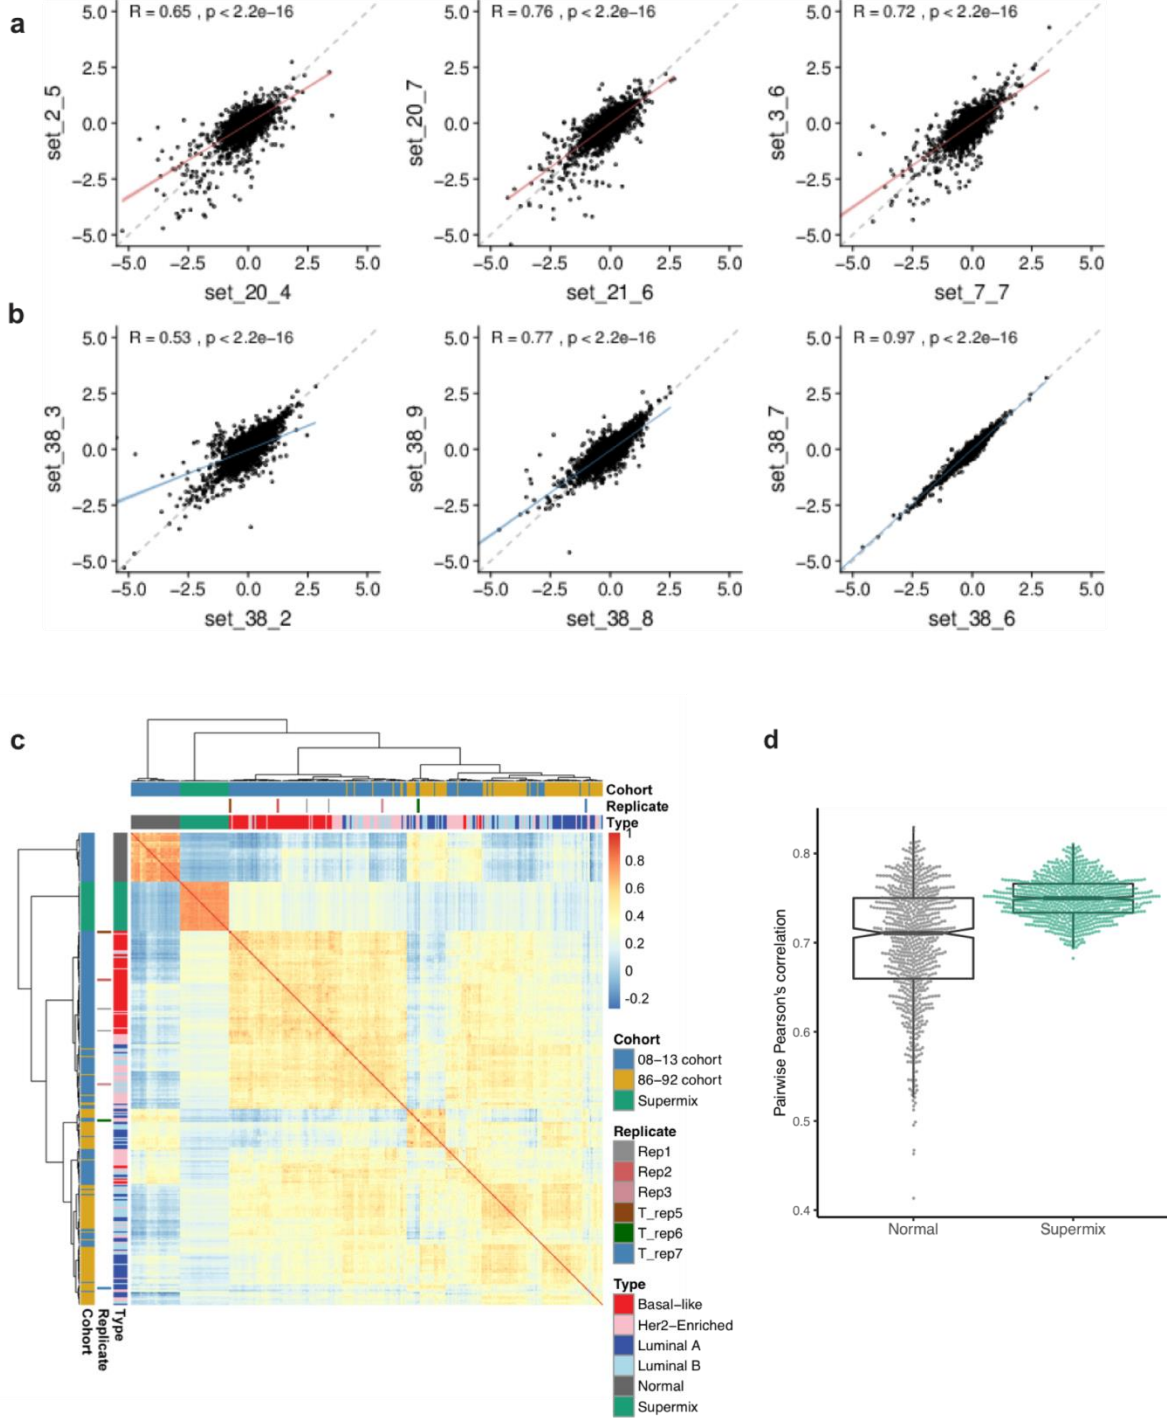 a
R = 0.65 , p < 2.2e−16
R = 0.76 , p < 2.2e−16
R = 0.72 , p < 2.2e−16
5.0
2.5
0.0
−2.5
−5.0
set_2_5
−5.0 −2.5 0.0 2.5 5.0
set_20_4
5.0
2.5
0.0
−2.5
−5.0
set_20_7
−5.0 −2.5 0.0 2.5 5.0
set_21_6
5.0
2.5
0.0
−2.5
−5.0
set_3_6
−5.0 −2.5 0.0 2.5 5.0
set_7_7
b
R = 0.53 , p < 2.2e−16
R = 0.77 , p < 2.2e−16
R = 0.97 , p < 2.2e−16
5.0
2.5
0.0
−2.5
−5.0
set_38_3
−5.0 −2.5 0.0 2.5 5.0
set_38_2
5.0
2.5
0.0
−2.5
−5.0
set_38_9
−5.0 −2.5 0.0 2.5 5.0
set_38_8
5.0
2.5
0.0
−2.5
−5.0
set_38_7
−5.0 −2.5 0.0 2.5 5.0
set_38_6
c
Cohort
Replicate
Type
1
0.8
0.6
0.4
0.2
0
-0.2
Cohort
08−13 cohort
86−92 cohort
Supermix
Replicate
Rep1
Rep2
Rep3
T_rep5
T_rep6
T_rep7
Type
Basal−like
Her2−Enriched
Luminal A
Luminal B
Normal
Supermix
Cohort
Replicate
Type
d
Pairwise Pearson's correlation
0.8
0.7
0.6
0.5
0.4
Normal
Supermix